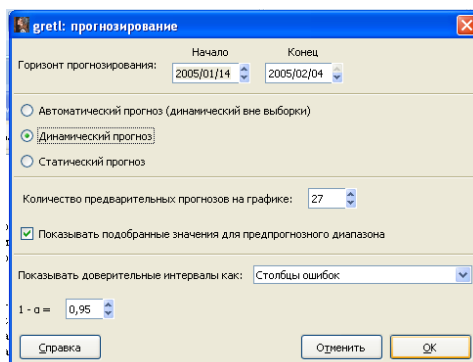 gretl: прогнозирование
Начало Конец
Горизонт прогнозирования: 2005/01/14 2005/02/04
Автоматический прогноз (динамический вне выборки)
Динамический прогноз
Статический прогноз
Количество предварительных прогнозов на графике: 27
Показывать подобранные значения для предпрогнозного диапазона
Показывать доверительные интервалы как: Столбцы ошибок
1 - α = 0,95
Справка Отменить OK